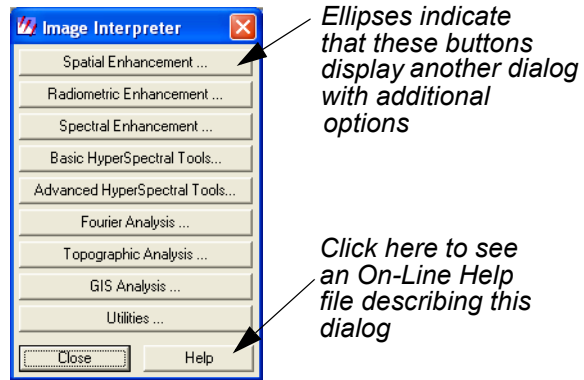 Image Interpreter
Spatial Enhancement ...
Radiometric Enhancement ...
Spectral Enhancement ...
Basic HyperSpectral Tools...
Advanced HyperSpectral Tools...
Fourier Analysis ...
Topographic Analysis ...
GIS Analysis ...
Utilities ...
Close
Help
Ellipses indicate
that these buttons
display another dialog
with additional
options
Click here to see
an On-Line Help
file describing this
dialog